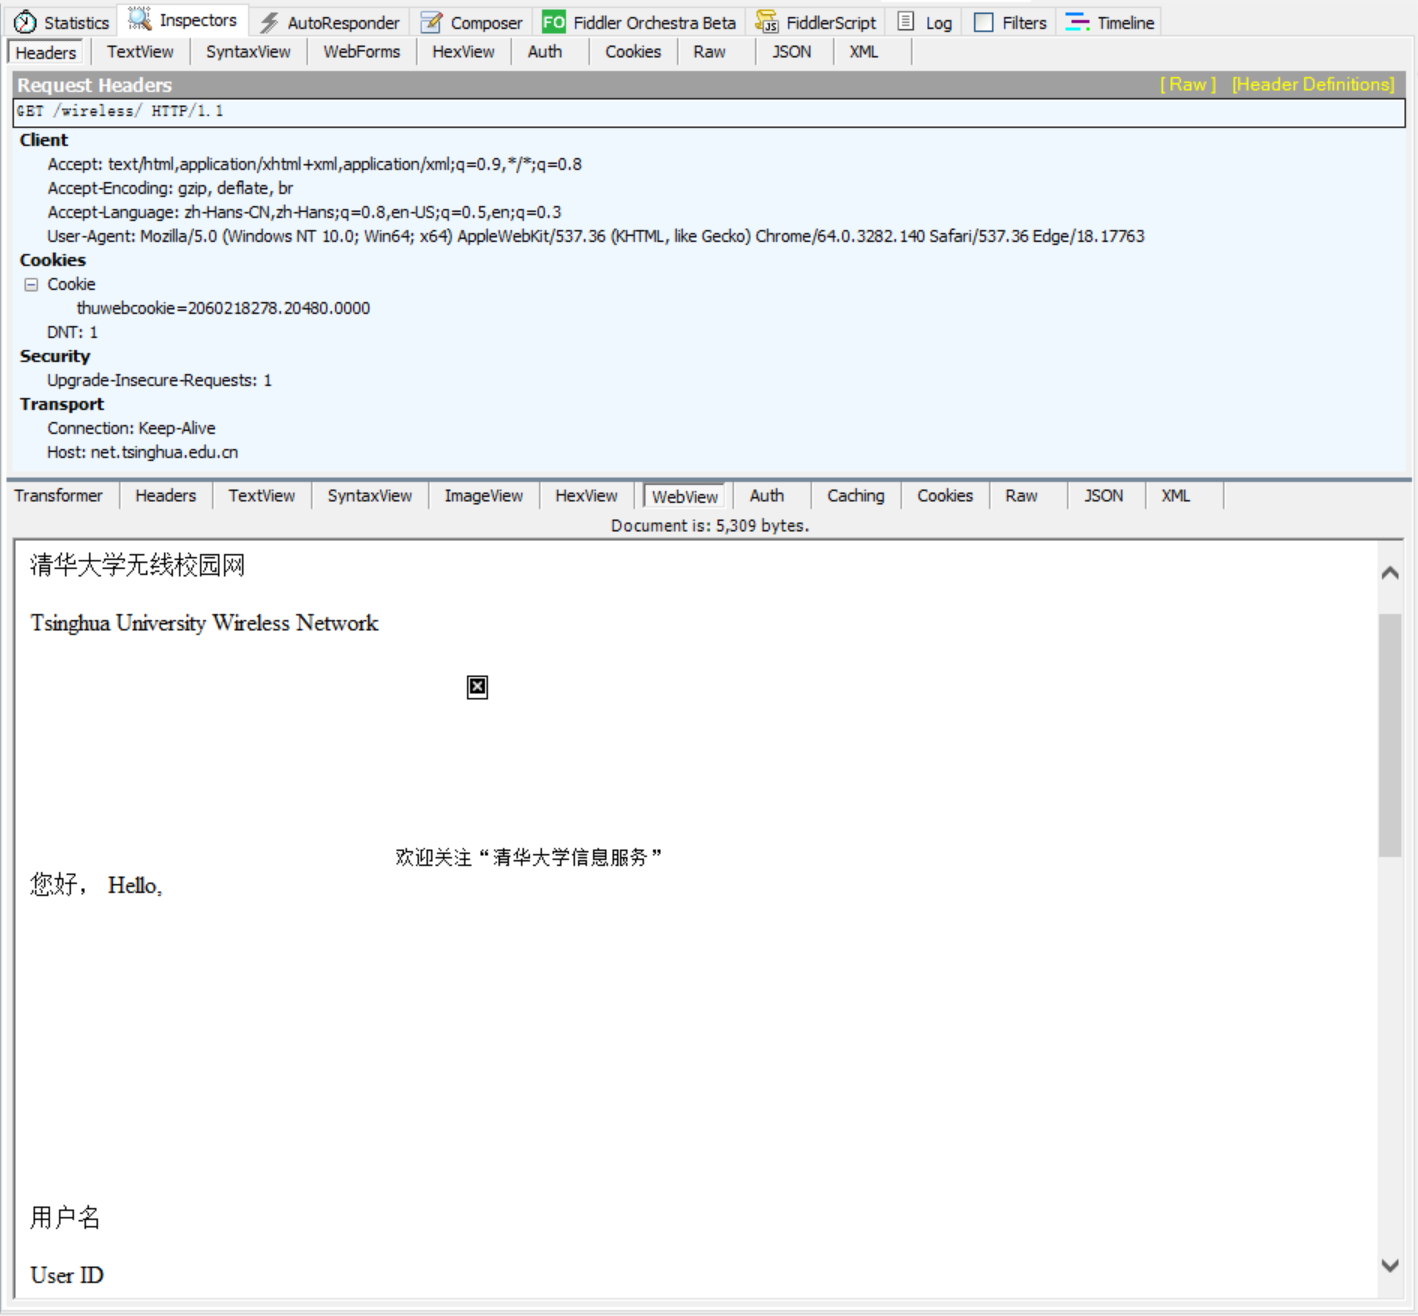 Statistics Inspectors AutoResponder Composer FO Fiddler Orchestra Beta JS FiddlerScript Log Filters Timeline
Headers TextView SyntaxView WebForms HexView Auth Cookies Raw JSON XML
Request Headers [ Raw ] [Header Definitions]
GET /wireless/ HTTP/1.1
Client
Accept: text/html,application/xhtml+xml,application/xml;q=0.9,*/*;q=0.8
Accept-Encoding: gzip, deflate, br
Accept-Language: zh-Hans-CN,zh-Hans;q=0.8,en-US;q=0.5,en;q=0.3
User-Agent: Mozilla/5.0 (Windows NT 10.0; Win64; x64) AppleWebKit/537.36 (KHTML, like Gecko) Chrome/64.0.3282.140 Safari/537.36 Edge/18.17763
Cookies
Cookie
thuwebcookie=2060218278.20480.0000
DNT: 1
Security
Upgrade-Insecure-Requests: 1
Transport
Connection: Keep-Alive
Host: net.tsinghua.edu.cn
Transformer Headers TextView SyntaxView ImageView HexView WebView Auth Caching Cookies Raw JSON XML
Document is: 5,309 bytes.
清华大学无线校园网
Tsinghua University Wireless Network
欢迎关注“清华大学信息服务”
您好， Hello,
用户名
User ID